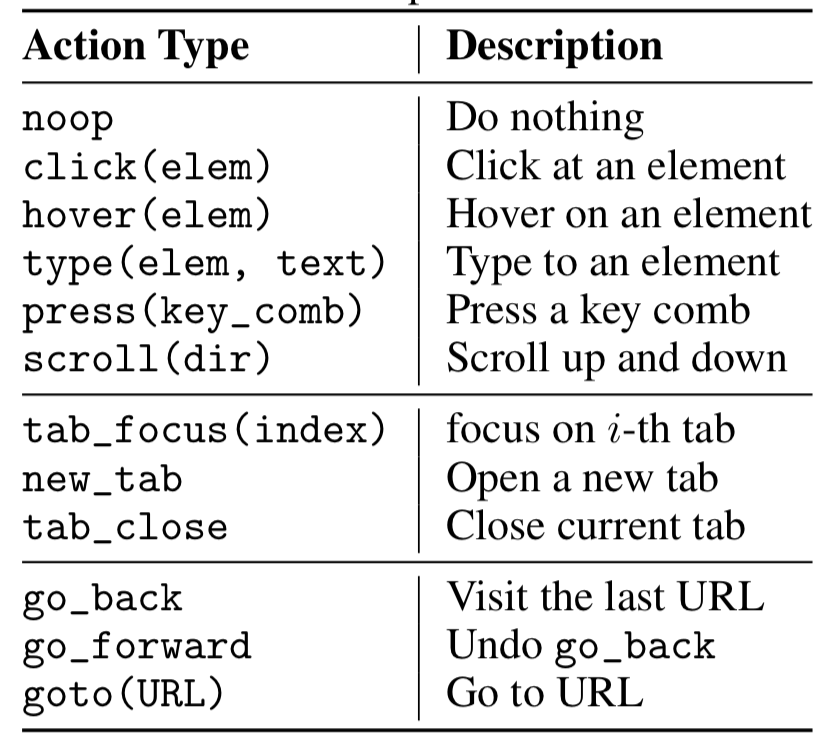 Action Type Description
noop Do nothing
click(elem) Click at an element
hover(elem) Hover on an element
type(elem, text) Type to an element
press(key_comb) Press a key comb
scroll(dir) Scroll up and down
tab_focus(index) focus on i-th tab
new_tab Open a new tab
tab_close Close current tab
go_back Visit the last URL
go_forward Undo go_back
goto(URL) Go to URL